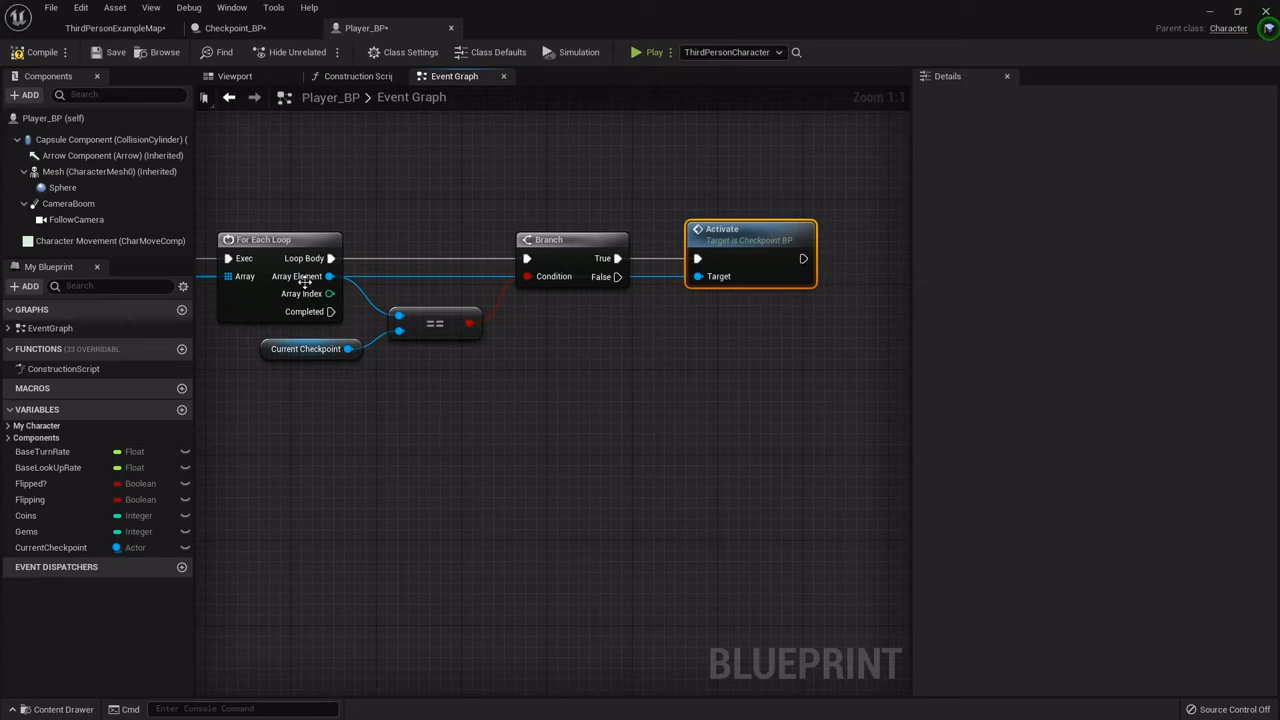 File Edit Asset View Debug Window Tools Help
ThirdPersonExampleMap• Checkpoint_BP• Player_BP•
Parent class: Character
Compile Save Browse Find Hide Unrelated Class Settings Class Defaults Simulation Play ThirdPersonCharacter
Components
Viewport Construction Scrip Event Graph
Details
ADD Search
Player_BP > Event Graph
Zoom 1:1
Player_BP (self)
Capsule Component (CollisionCylinder) (
Arrow Component (Arrow) (Inherited)
Mesh (CharacterMesh0) (Inherited)
Sphere
CameraBoom
FollowCamera
Character Movement (CharMoveComp)
My Blueprint
ADD Search
GRAPHS
EventGraph
FUNCTIONS (33 OVERRIDABL
ConstructionScript
MACROS
VARIABLES
My Character
Components
BaseTurnRate Float
BaseLookUpRate Float
Flipped? Boolean
Flipping Boolean
Coins Integer
Gems Integer
CurrentCheckpoint Actor
EVENT DISPATCHERS
For Each Loop
Exec Loop Body
Array Array Element
Array Index
Completed
Current Checkpoint
==
Branch
True
Condition False
Activate
Target is Checkpoint BP
Target
BLUEPRINT
Content Drawer Cmd Enter Console Command
Source Control Off